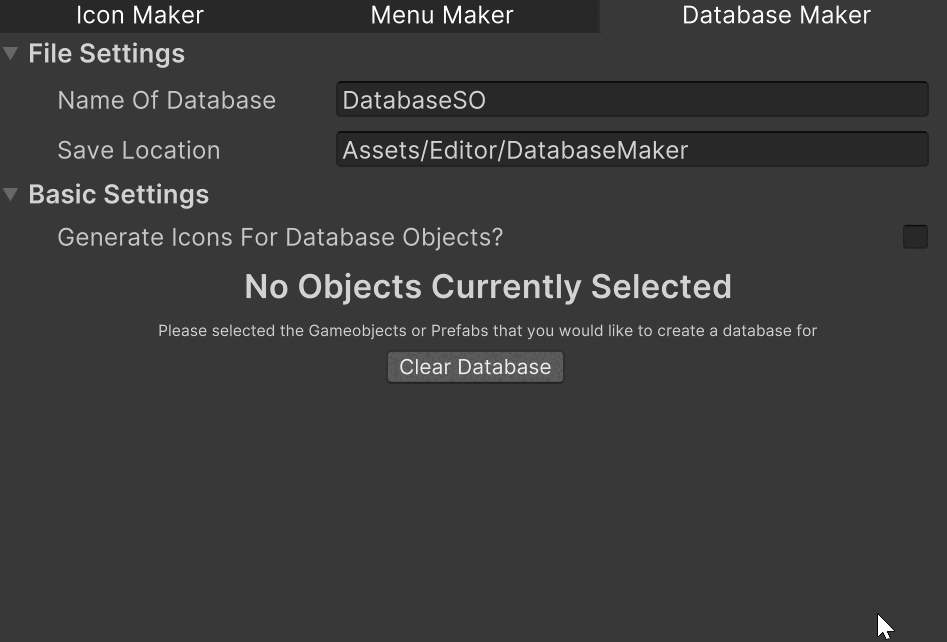 Icon Maker Menu Maker Database Maker
File Settings
Name Of Database DatabaseSO
Save Location Assets/Editor/DatabaseMaker
Basic Settings
Generate Icons For Database Objects?
No Objects Currently Selected
Please selected the Gameobjects or Prefabs that you would like to create a database for
Clear Database